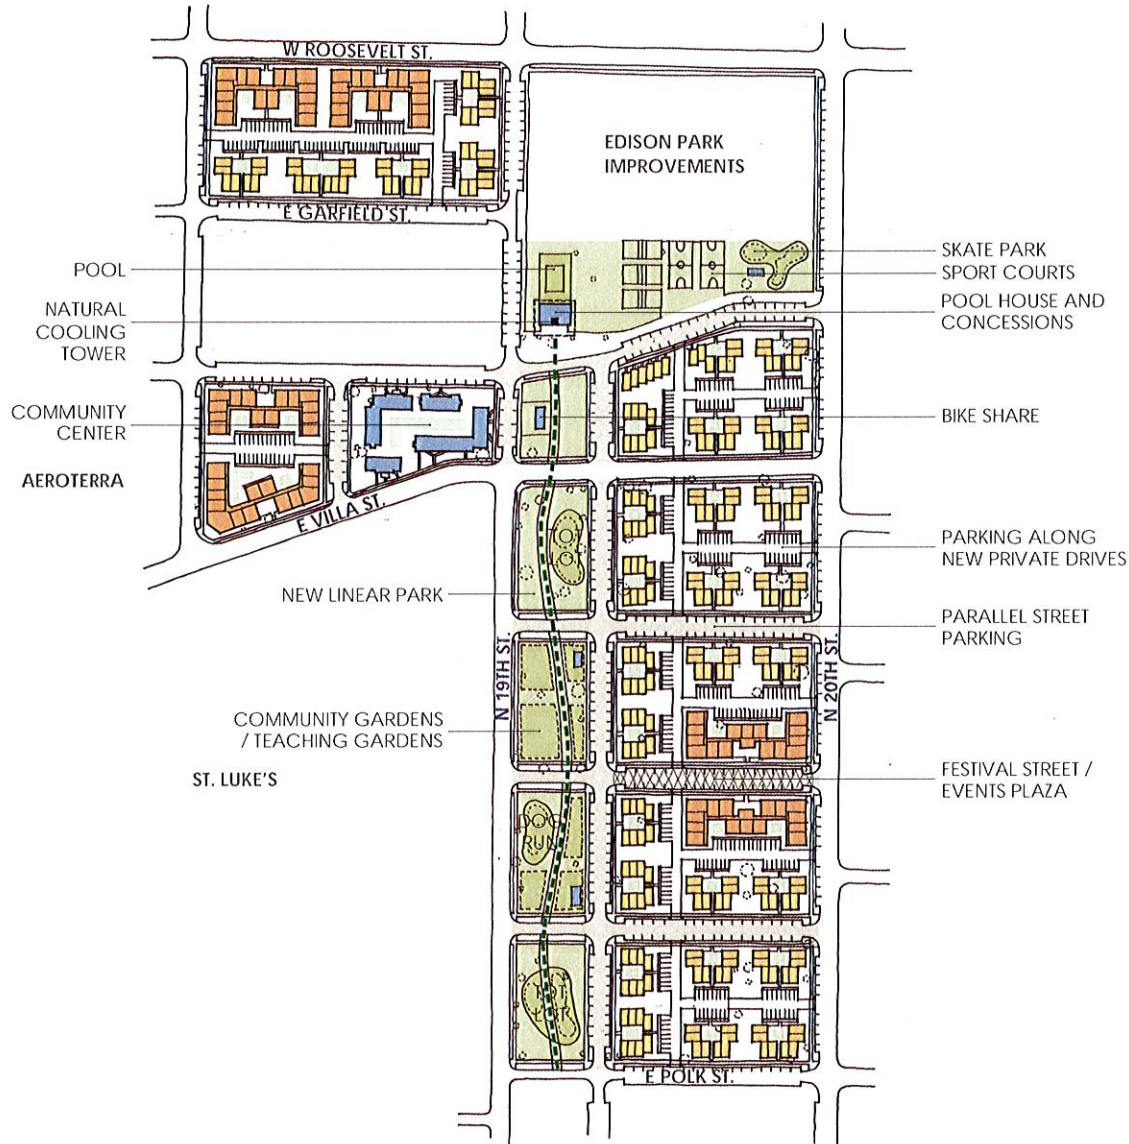 W ROOSEVELT ST.
EDISON PARK
IMPROVEMENTS
E GARFIELD ST.
POOL
NATURAL
COOLING
TOWER
COMMUNITY
CENTER
AEROTERRA
E VILLA ST.
SKATE PARK
SPORT COURTS
POOL HOUSE AND
CONCESSIONS
BIKE SHARE
TOT
PARKING ALONG
NEW PRIVATE DRIVES
NEW LINEAR PARK
PARALLEL STREET
PARKING
N 19TH ST.
N 20TH ST.
COMMUNITY GARDENS
/ TEACHING GARDENS
ST. LUKE'S
FESTIVAL STREET /
EVENTS PLAZA
DOG
RUN
E POLK ST.